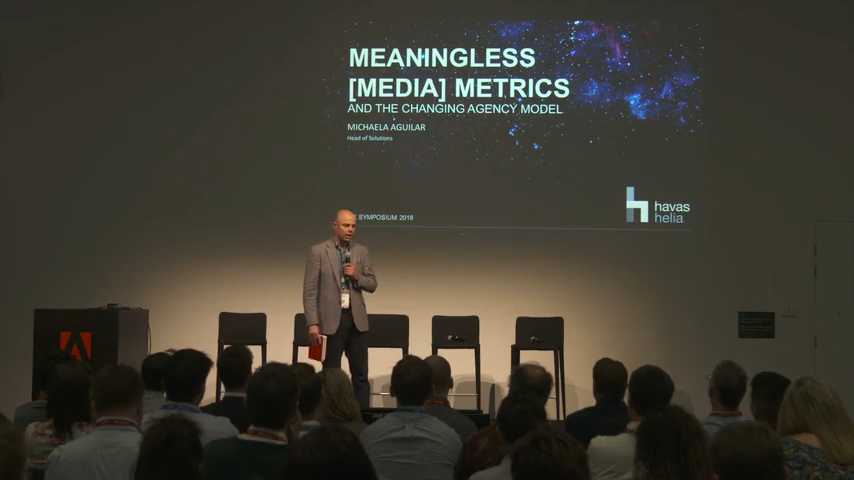 MEANINGLESS
[MEDIA] METRICS
AND THE CHANGING AGENCY MODEL
MICHAELA AGUILAR
Head of Solutions
SYMPOSIUM 2018
havas
helia